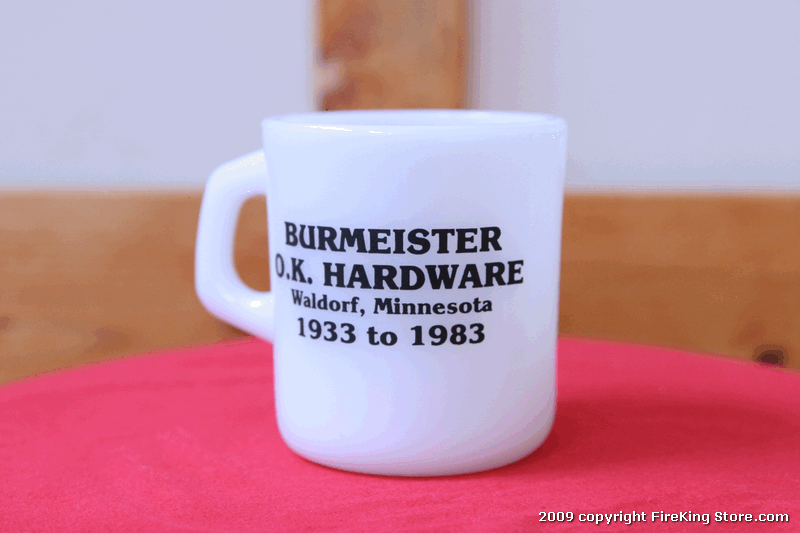 BURMEISTER
O.K. HARDWARE
Waldorf, Minnesota
1933 to 1983
2009 copyright FireKing Store.com